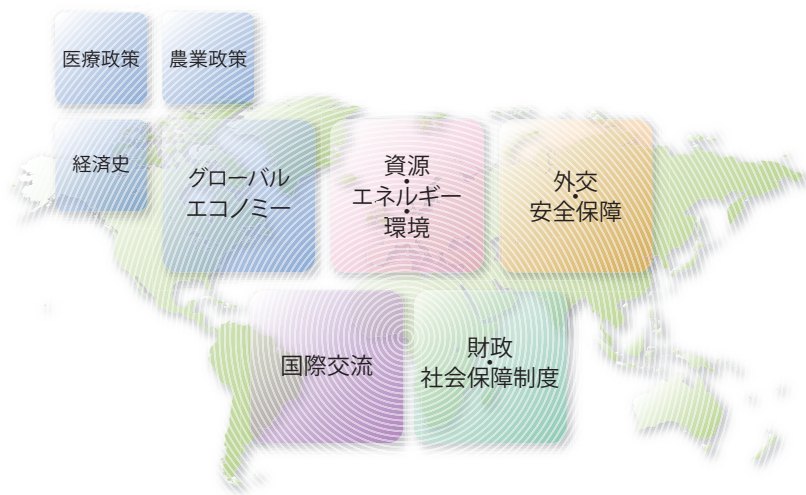 医療政策
農業政策
経済史
グローバル
エコノミー
資源
・
エネルギー
・
環境
外交
・
安全保障
国際交流
財政
・
社会保障制度